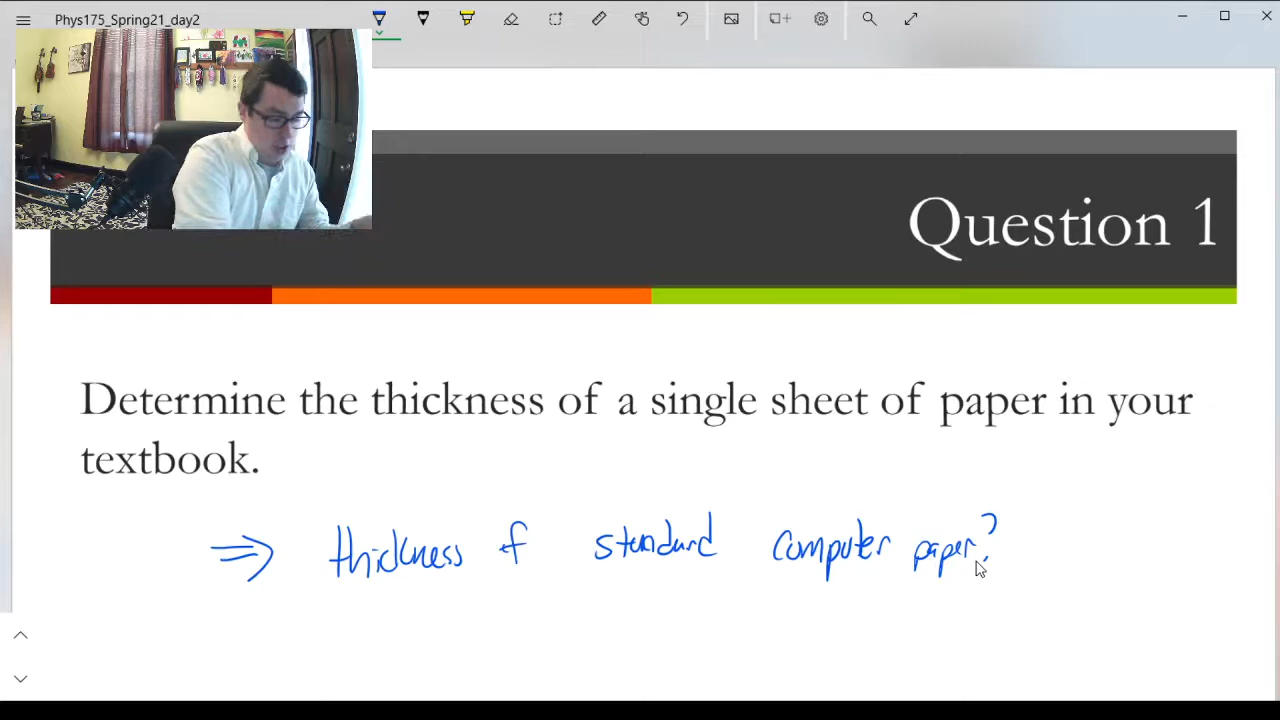 Phys175_Spring21_day2
Question 1
Determine the thickness of a single sheet of paper in your
textbook.
⇒ thickness of standard computer paper?